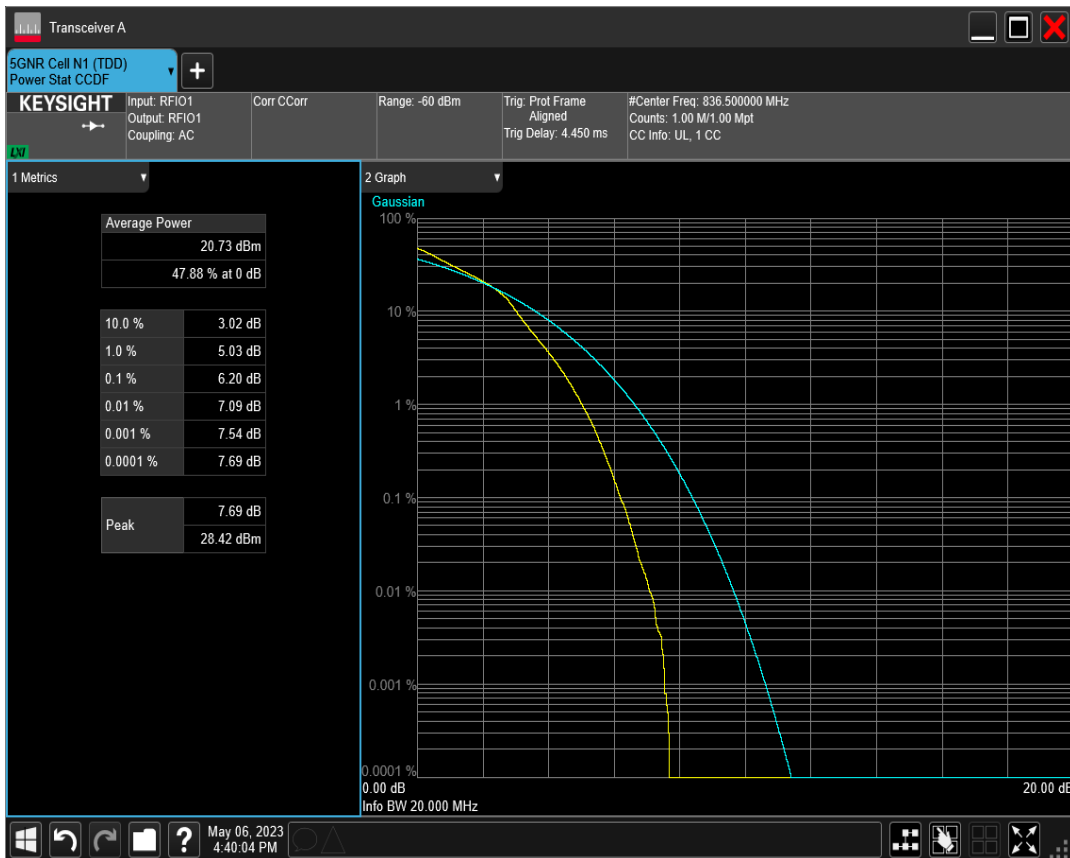 Transceiver A
5GNR Cell N1 (TDD)
Power Stat CCDF
KEYSIGHT
LXI
Input: RFIO1
Output: RFIO1
Coupling: AC
Corr CCorr
Range: -60 dBm
Trig: Prot Frame
Aligned
Trig Delay: 4.450 ms
#Center Freq: 836.500000 MHz
Counts: 1.00 M/1.00 Mpt
CC Info: UL, 1 CC
1 Metrics
Average Power
20.73 dBm
47.88 % at 0 dB
10.0 % 3.02 dB
1.0 % 5.03 dB
0.1 % 6.20 dB
0.01 % 7.09 dB
0.001 % 7.54 dB
0.0001 % 7.69 dB
Peak
7.69 dB
28.42 dBm
2 Graph
Gaussian
100 %
10 %
1 %
0.1 %
0.01 %
0.001 %
0.0001 %
0.00 dB
20.00 dB
Info BW 20.000 MHz
?
May 06, 2023
4:40:04 PM